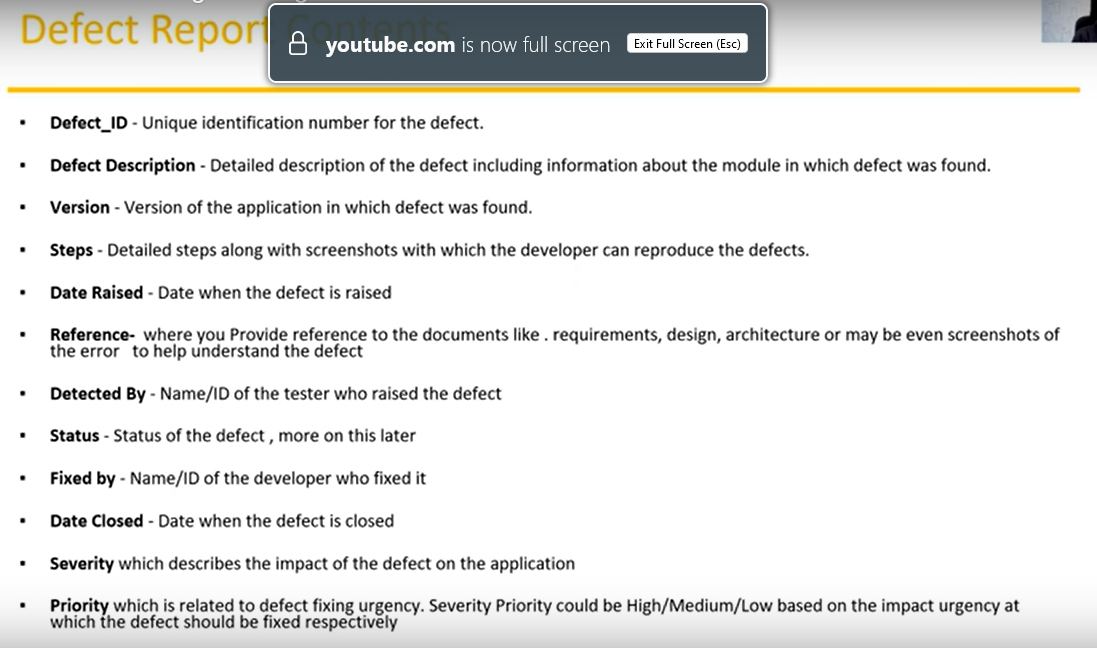 Defect Report Contents
youtube.com is now full screen Exit Full Screen (Esc)
▪ Defect_ID - Unique identification number for the defect.
▪ Defect Description - Detailed description of the defect including information about the module in which defect was found.
▪ Version - Version of the application in which defect was found.
▪ Steps - Detailed steps along with screenshots with which the developer can reproduce the defects.
▪ Date Raised - Date when the defect is raised
▪ Reference- where you Provide reference to the documents like . requirements, design, architecture or may be even screenshots of
the error to help understand the defect
▪ Detected By - Name/ID of the tester who raised the defect
▪ Status - Status of the defect , more on this later
▪ Fixed by - Name/ID of the developer who fixed it
▪ Date Closed - Date when the defect is closed
▪ Severity which describes the impact of the defect on the application
▪ Priority which is related to defect fixing urgency. Severity Priority could be High/Medium/Low based on the impact urgency at
which the defect should be fixed respectively